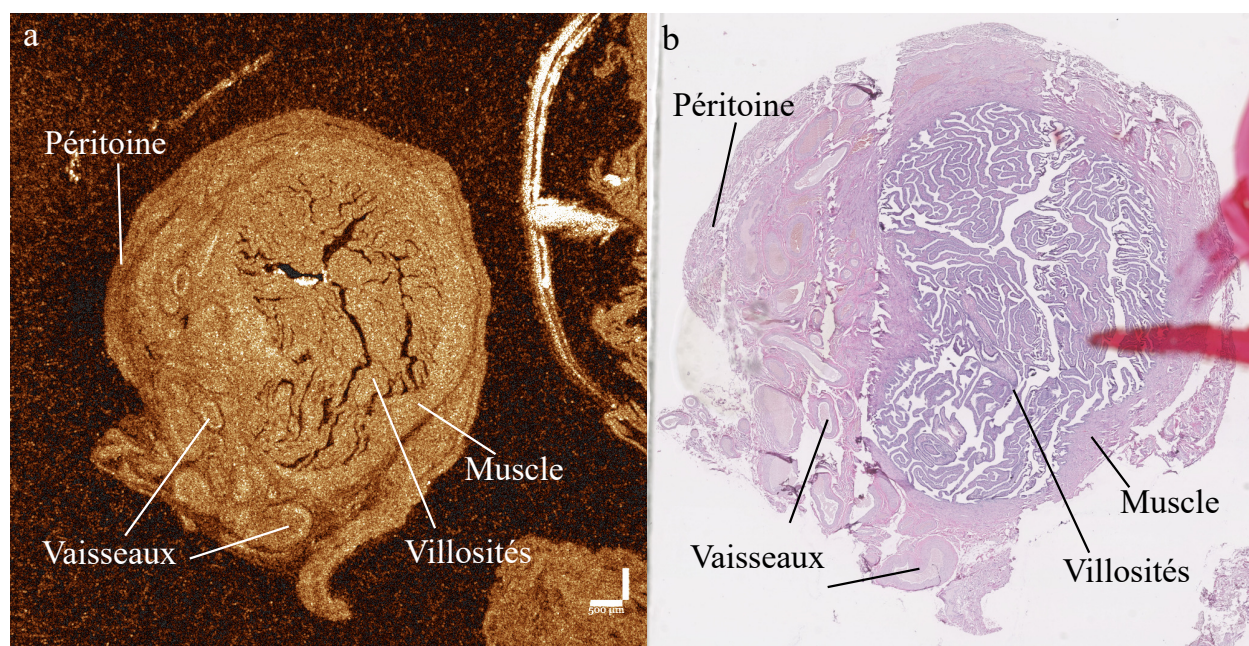 a
Péritoine
Muscle
Vaisseaux
Villosités
500 µm
b
Péritoine
Muscle
Vaisseaux
Villosités